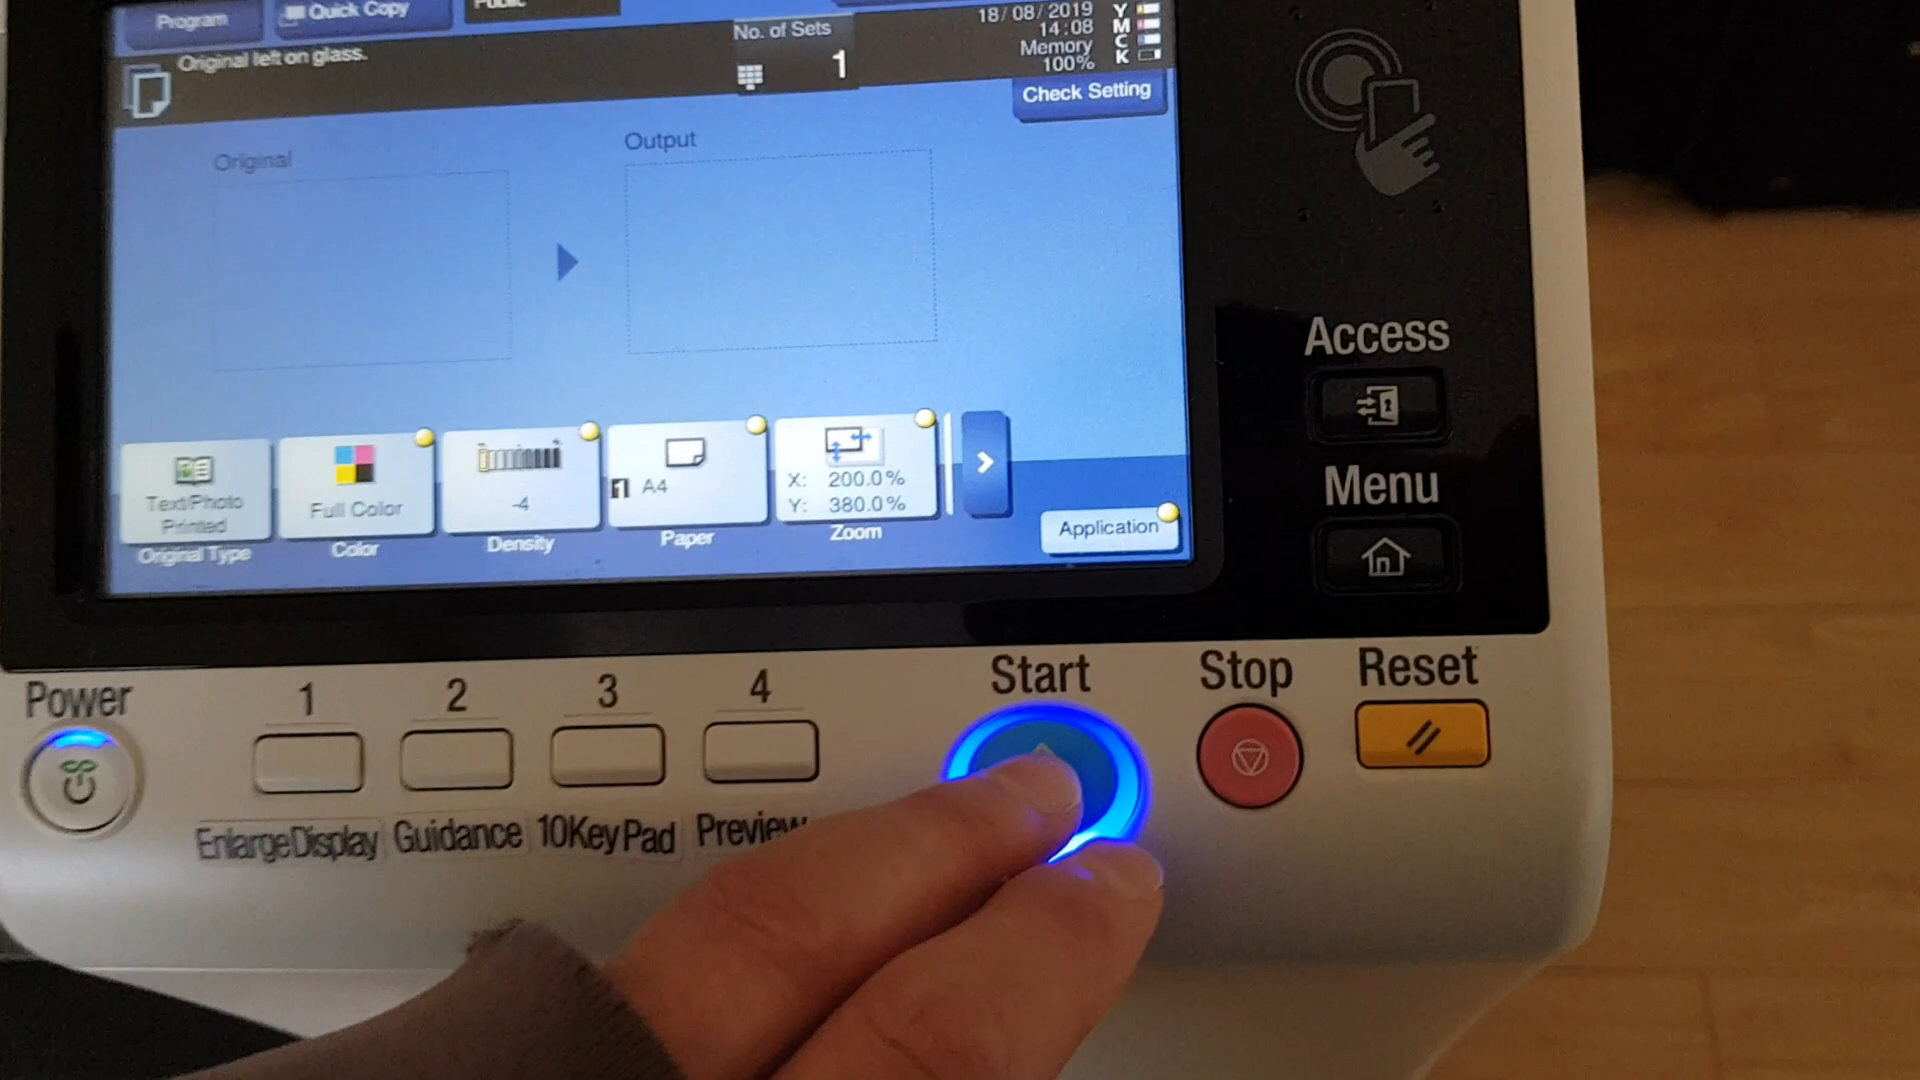 Program
Quick Copy
Public
Original left on glass.
No. of Sets
1
18/08/2019
14:08
Memory
100%
Y
M
C
K
Check Setting
Original
Output
Text/Photo
Printed
Original Type
Full Color
Color
-4
Density
1 A4
Paper
X: 200.0%
Y: 380.0%
Zoom
Application
Access
Menu
Power
1
2
3
4
Start
Stop
Reset
Enlarge Display
Guidance
10 Key Pad
Preview